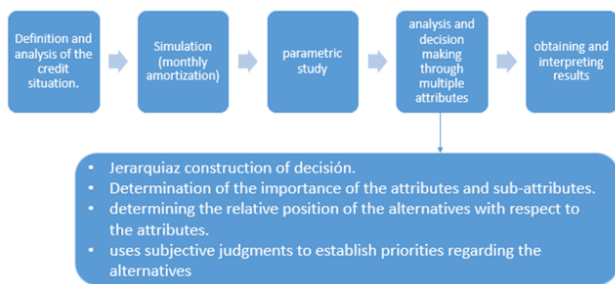 Definition and
analysis of the
credit
situation.
Simulation
(monthly
amortization)
parametric
study
analysis and
decision
making
through
multiple
attributes
obtaining and
interpreting
results
• Jerarquiaz construction of decisión.
• Determination of the importance of the attributes and sub-attributes.
• determining the relative position of the alternatives with respect to
the attributes.
• uses subjective judgments to establish priorities regarding the
alternatives